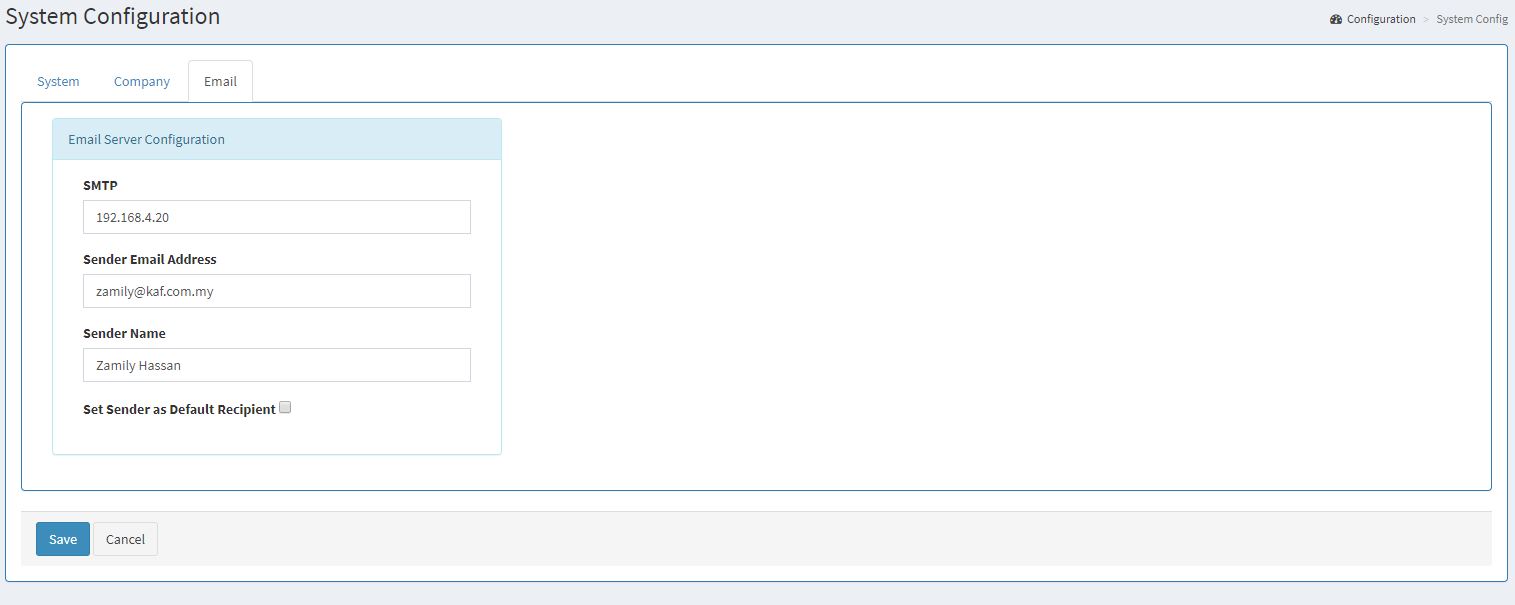 System Configuration
Configuration > System Config
System Company Email
Email Server Configuration
SMTP
192.168.4.20
Sender Email Address
zamily@kaf.com.my
Sender Name
Zamily Hassan
Set Sender as Default Recipient
Save Cancel